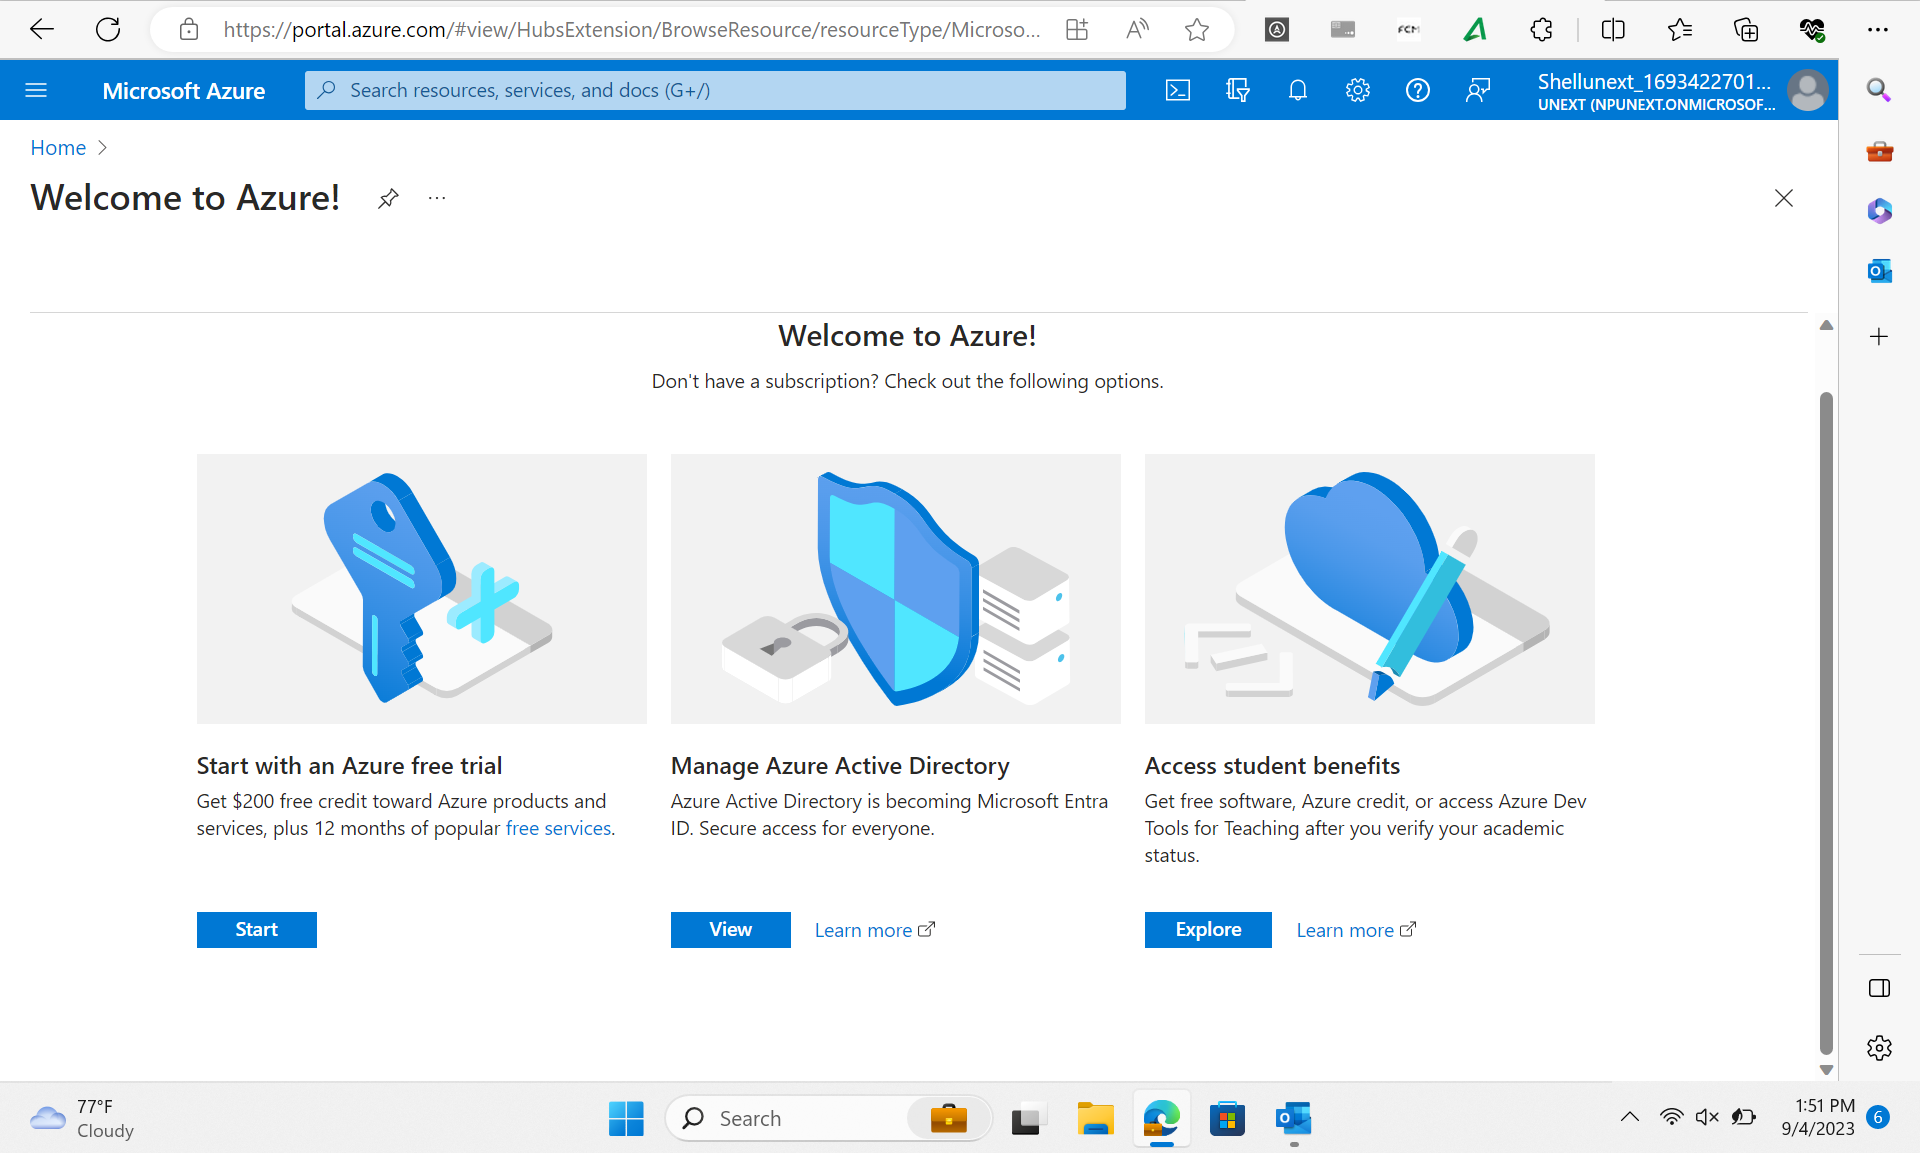 https://portal.azure.com/#view/HubsExtension/BrowseResource/resourceType/Microso...
FCM
Microsoft Azure
Search resources, services, and docs (G+/)
Shellunext_1693422701...
UNEXT (NPUNEXT.ONMICROSOF...
Home
Welcome to Azure!
Welcome to Azure!
Don't have a subscription? Check out the following options.
Start with an Azure free trial
Get $200 free credit toward Azure products and
services, plus 12 months of popular free services.
Start
Manage Azure Active Directory
Azure Active Directory is becoming Microsoft Entra
ID. Secure access for everyone.
View
Learn more
Access student benefits
Get free software, Azure credit, or access Azure Dev
Tools for Teaching after you verify your academic
status.
Explore
Learn more
77°F
Cloudy
Search
1:51 PM
9/4/2023
6